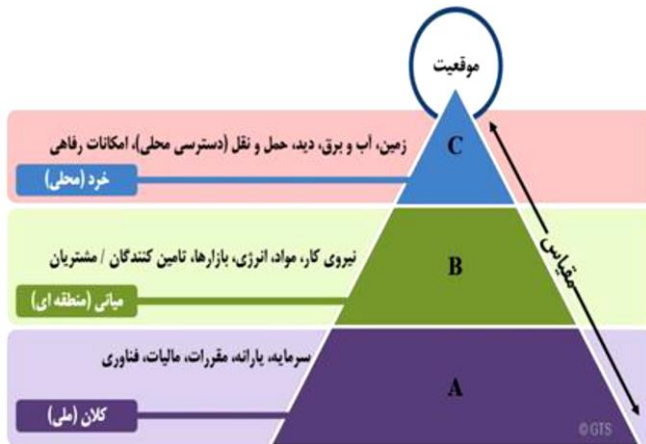 موقعیت
زمین، آب و برق، دید، حمل و نقل (دسترسی محلی)، امکانات رفاهی
C
خرد (محلی)
مقیاس
نیروی کار، مواد، انرژی، بازارها، تامین کنندگان / مشتریان
B
میانی (منطقه ای)
سرمایه، یارانه، مقررات، مالیات، فناوری
A
کلان (ملی)
© GTS